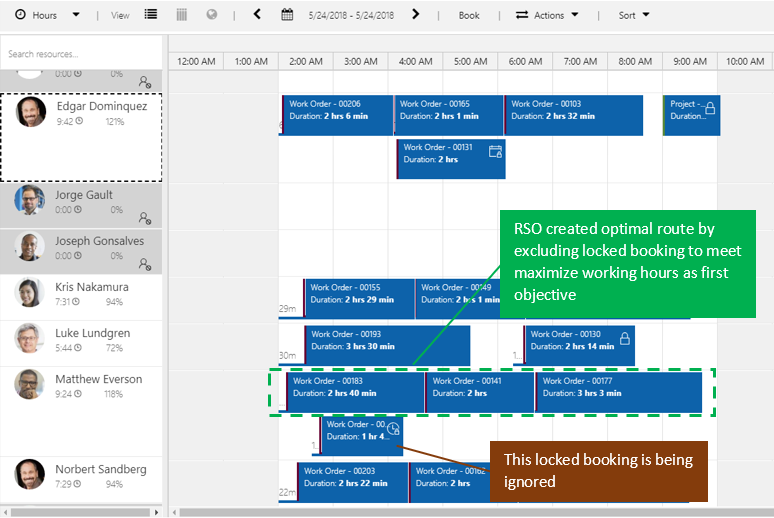 Hours View 5/24/2018 - 5/24/2018 Book Actions Sort
Search resources...
12:00 AM 1:00 AM 2:00 AM 3:00 AM 4:00 AM 5:00 AM 6:00 AM 7:00 AM 8:00 AM 9:00 AM 10:00 AM
0:00 0%
Edgar Dominquez
9:42 121%
Work Order - 00206
Duration: 2 hrs 6 min
Work Order - 00165
Duration: 2 hrs 1 min
Work Order - 00103
Duration: 2 hrs 32 min
Project -...
Duration...
Work Order - 00131
Duration: 2 hrs
Jorge Gault
0:00 0%
Joseph Gonsalves
0:00 0%
RSO created optimal route by
excluding locked booking to meet
maximize working hours as first
objective
Kris Nakamura
7:31 94%
29m
Work Order - 00155
Duration: 2 hrs 29 min
Work Order - 00149
Duration: 2 hrs 1 min
Luke Lundgren
5:44 72%
30m
Work Order - 00193
Duration: 3 hrs 30 min
1...
Work Order - 00130
Duration: 2 hrs 14 min
Matthew Everson
9:24 118%
Work Order - 00183
Duration: 2 hrs 40 min
Work Order - 00141
Duration: 2 hrs
Work Order - 00177
Duration: 3 hrs 3 min
1...
Work Order - 00...
Duration: 1 hr 4...
This locked booking is being
ignored
Norbert Sandberg
7:29 94%
22m
Work Order - 00203
Duration: 2 hrs 22 min
Work Order - 00162
Duration: 2 hrs